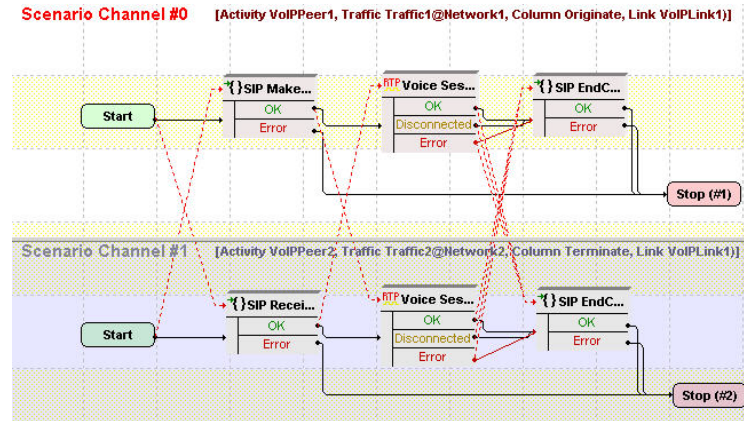 Scenario Channel #0 [Activity VoIPPeer1, Traffic Traffic1@Network1, Column Originate, Link VoIPLink1)]
Start
{}SIP Make...
OK
Error
RTP Voice Ses...
OK
Disconnected
Error
{}SIP EndC...
OK
Error
Stop (#1)
Scenario Channel #1 [Activity VoIPPeer2, Traffic Traffic2@Network2, Column Terminate, Link VoIPLink1)]
Start
{}SIP Recei...
OK
Error
RTP Voice Ses...
OK
Disconnected
Error
{}SIP EndC...
OK
Error
Stop (#2)